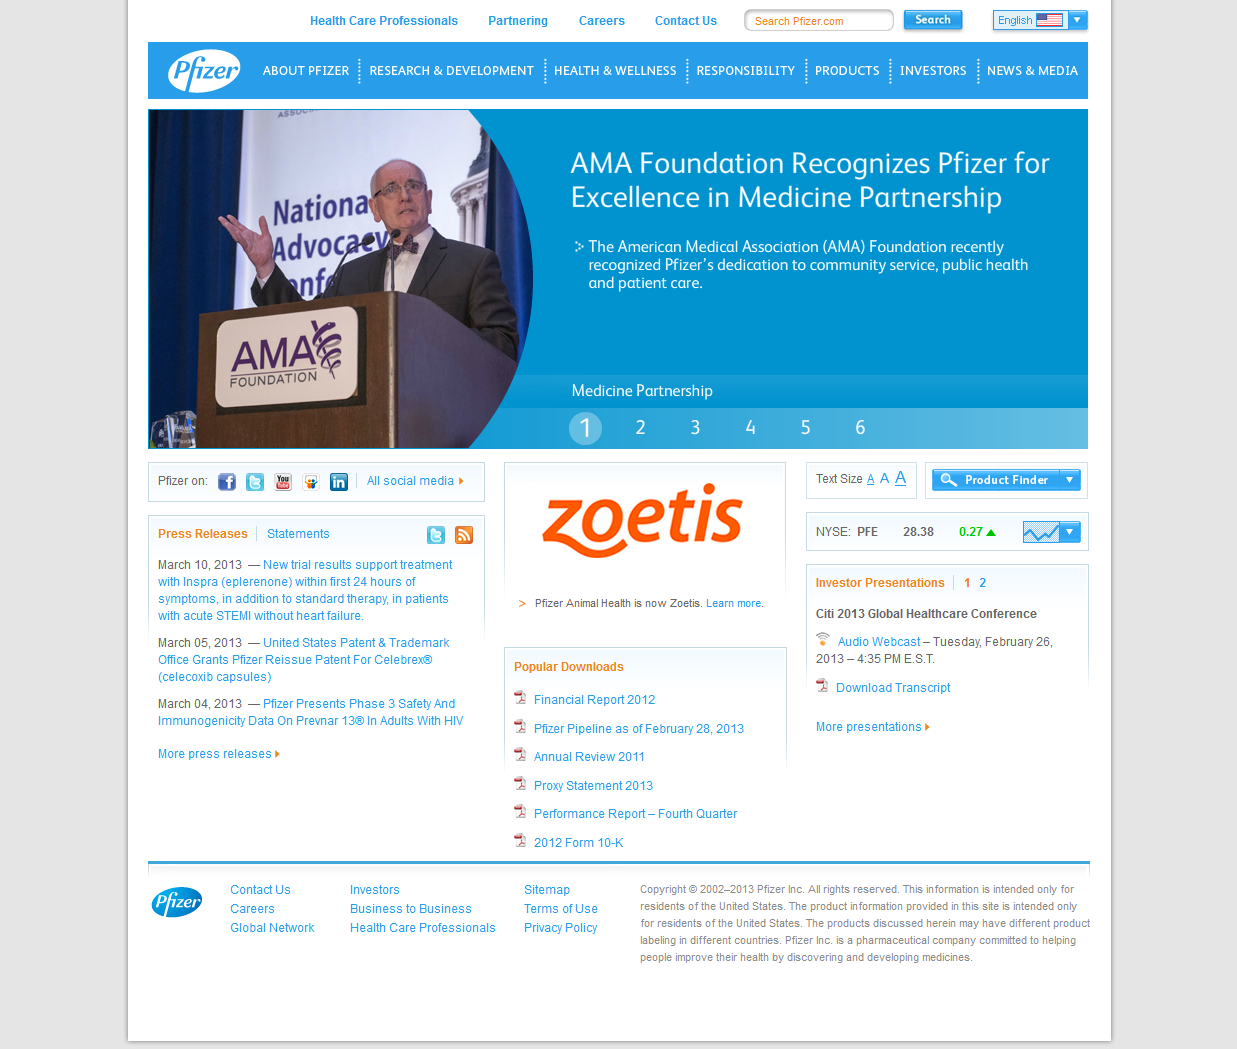 Health Care Professionals Partnering Careers Contact Us Search Pfizer.com Search English
Pfizer ABOUT PFIZER RESEARCH & DEVELOPMENT HEALTH & WELLNESS RESPONSIBILITY PRODUCTS INVESTORS NEWS & MEDIA
National
Advocacy
AMA
FOUNDATION
AMA Foundation Recognizes Pfizer for
Excellence in Medicine Partnership
The American Medical Association (AMA) Foundation recently
recognized Pfizer's dedication to community service, public health
and patient care.
Medicine Partnership
1 2 3 4 5 6
Pfizer on: You Tube in All social media
Press Releases Statements
March 10, 2013 — New trial results support treatment
with Inspra (eplerenone) within first 24 hours of
symptoms, in addition to standard therapy, in patients
with acute STEMI without heart failure.
March 05, 2013 — United States Patent & Trademark
Office Grants Pfizer Reissue Patent For Celebrex®
(celecoxib capsules)
March 04, 2013 — Pfizer Presents Phase 3 Safety And
Immunogenicity Data On Prevnar 13® In Adults With HIV
More press releases
zoetis
> Pfizer Animal Health is now Zoetis. Learn more.
Popular Downloads
Financial Report 2012
Pfizer Pipeline as of February 28, 2013
Annual Review 2011
Proxy Statement 2013
Performance Report – Fourth Quarter
2012 Form 10-K
Text Size A A A Product Finder
NYSE: PFE 28.38 0.27
Investor Presentations 1 2
Citi 2013 Global Healthcare Conference
Audio Webcast – Tuesday, February 26,
2013 – 4:35 PM E.S.T.
Download Transcript
More presentations
Pfizer
Contact Us
Careers
Global Network
Investors
Business to Business
Health Care Professionals
Sitemap
Terms of Use
Privacy Policy
Copyright © 2002–2013 Pfizer Inc. All rights reserved. This information is intended only for
residents of the United States. The product information provided in this site is intended only
for residents of the United States. The products discussed herein may have different product
labeling in different countries. Pfizer Inc. is a pharmaceutical company committed to helping
people improve their health by discovering and developing medicines.